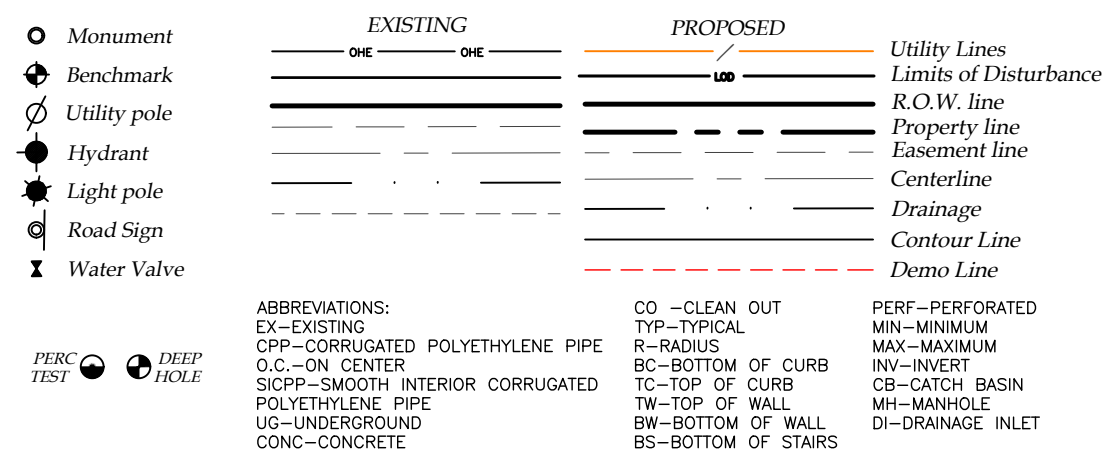 Monument
Benchmark
Utility pole
Hydrant
Light pole
Road Sign
Water Valve
PERC
TEST
DEEP
HOLE
EXISTING
OHE OHE
PROPOSED
LOD
Utility Lines
Limits of Disturbance
R.O.W. line
Property line
Easement line
Centerline
Drainage
Contour Line
Demo Line
ABBREVIATIONS:
EX-EXISTING
CPP-CORRUGATED POLYETHYLENE PIPE
O.C.-ON CENTER
SICPP-SMOOTH INTERIOR CORRUGATED
POLYETHYLENE PIPE
UG-UNDERGROUND
CONC-CONCRETE
CO -CLEAN OUT
TYP-TYPICAL
R-RADIUS
BC-BOTTOM OF CURB
TC-TOP OF CURB
TW-TOP OF WALL
BW-BOTTOM OF WALL
BS-BOTTOM OF STAIRS
PERF-PERFORATED
MIN-MINIMUM
MAX-MAXIMUM
INV-INVERT
CB-CATCH BASIN
MH-MANHOLE
DI-DRAINAGE INLET